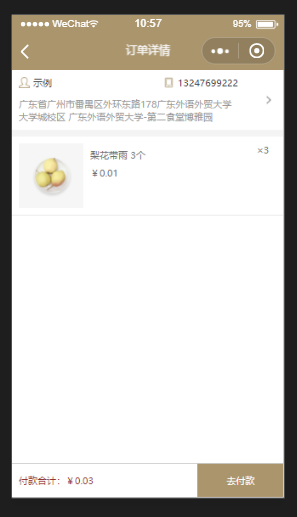 WeChat 10:57 95%
订单详情
示例 13247699222
广东省广州市番禺区外环东路178广东外语外贸大学
大学城校区 广东外语外贸大学-第二食堂博雅园
梨花带雨 3个 ×3
¥0.01
付款合计：¥0.03 去付款